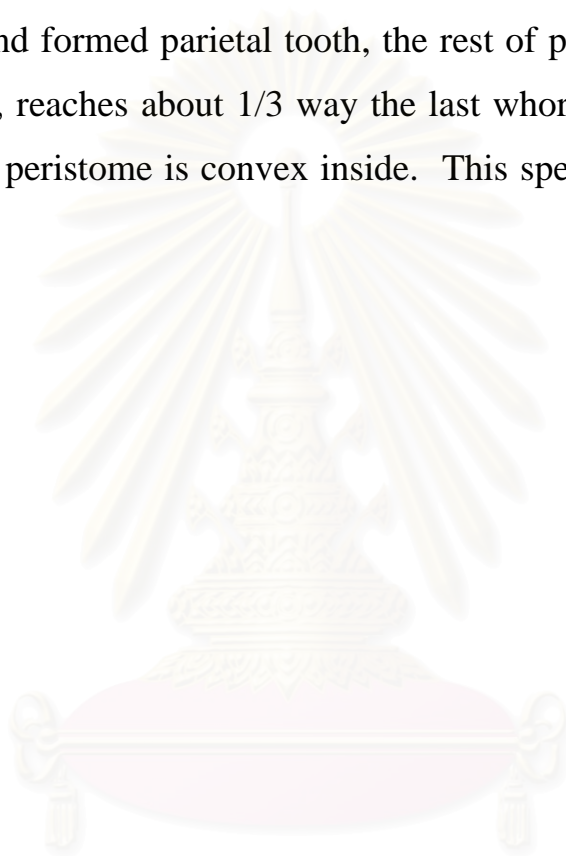 nd formed parietal tooth, the rest of p
, reaches about 1/3 way the last whor
peristome is convex inside. This spe